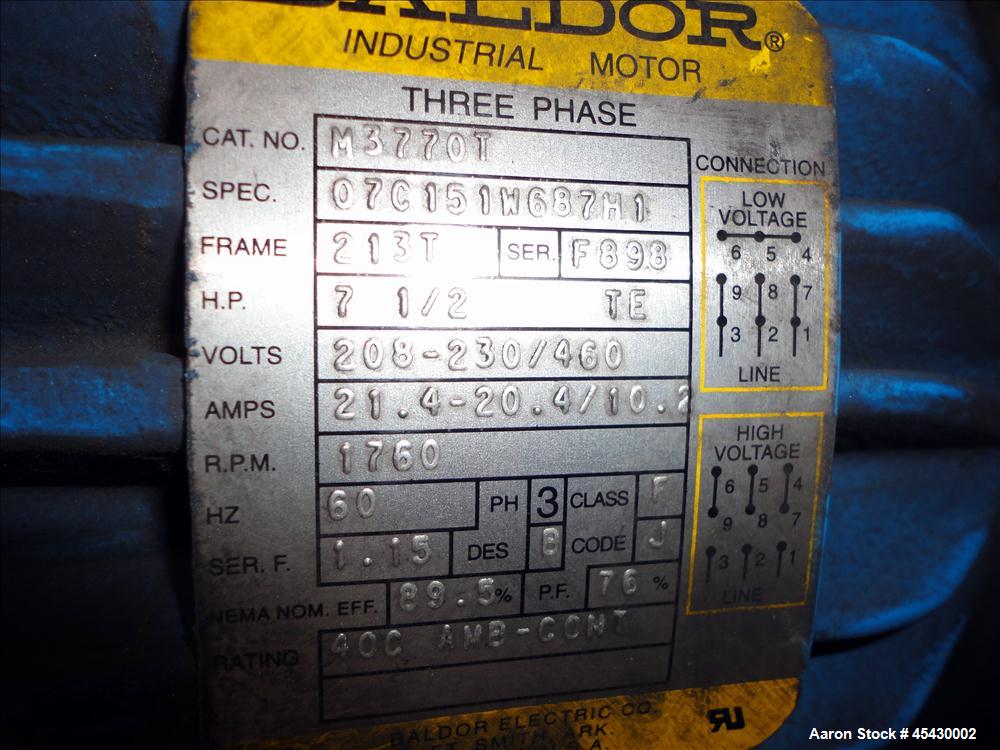 BALDOR®
INDUSTRIAL MOTOR
THREE PHASE
CAT. NO. M3770T
SPEC. 07C151W687H1
FRAME 213T SER. F898
H.P. 7 1/2 TE
VOLTS 208-230/460
AMPS 21.4-20.4/10.2
R.P.M. 1760
HZ 60 PH 3 CLASS F
SER. F. 1.15 DES B CODE J
NEMA NOM. EFF. 89.5% P.F. 76 %
RATING 40C AMB-CONT
BALDOR ELECTRIC CO.
FT. SMITH, ARK.
U.S.A.
CONNECTION
LOW
VOLTAGE
6 5 4
9 8 7
3 2 1
LINE
HIGH
VOLTAGE
6 5 4
9 8 7
3 2 1
LINE
Aaron Stock # 45430002